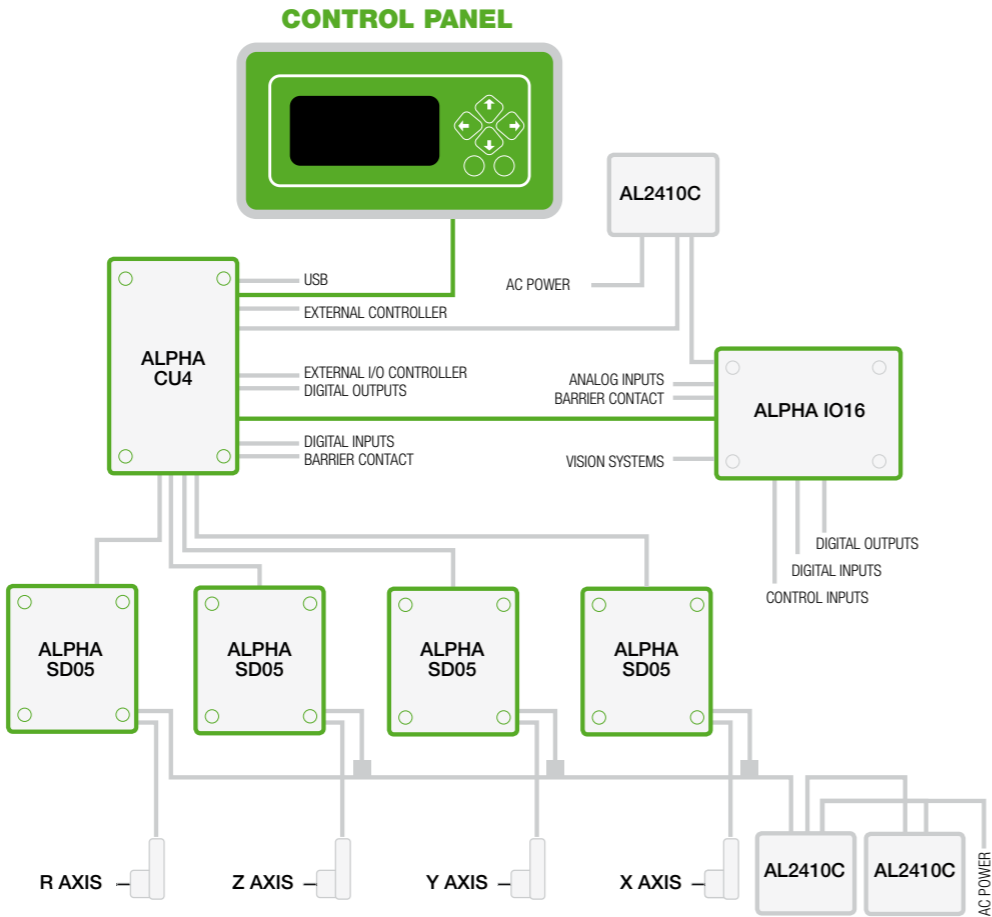 CONTROL PANEL
AL2410C
USB
AC POWER
EXTERNAL CONTROLLER
ALPHA
CU4
EXTERNAL I/O CONTROLLER
DIGITAL OUTPUTS
ANALOG INPUTS
BARRIER CONTACT
ALPHA IO16
DIGITAL INPUTS
BARRIER CONTACT
VISION SYSTEMS
DIGITAL OUTPUTS
DIGITAL INPUTS
CONTROL INPUTS
ALPHA
SD05
ALPHA
SD05
ALPHA
SD05
ALPHA
SD05
R AXIS
Z AXIS
Y AXIS
X AXIS
AL2410C
AL2410C
AC POWER